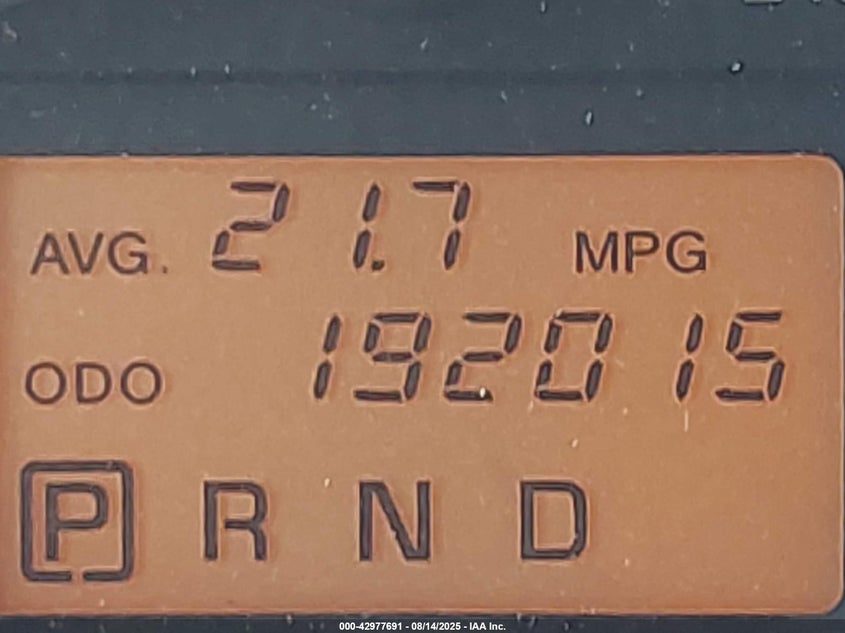 AVG. 21.7 MPG
ODO 192015
P R N D
000-42977691 - 08/14/2025 - IAA Inc.